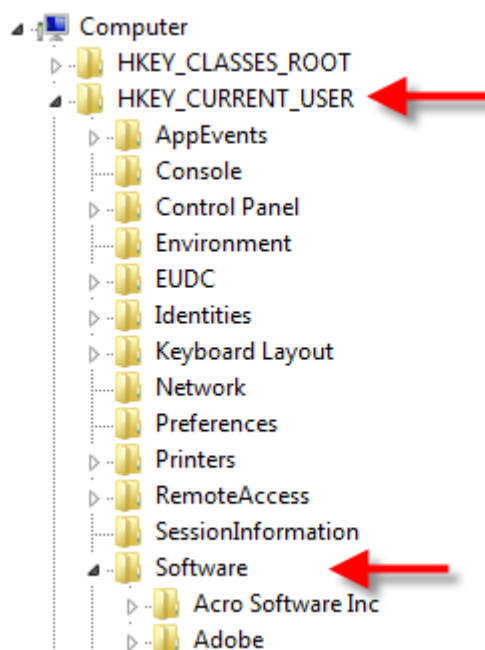 Computer
HKEY_CLASSES_ROOT
HKEY_CURRENT_USER
AppEvents
Console
Control Panel
Environment
EUDC
Identities
Keyboard Layout
Network
Preferences
Printers
RemoteAccess
SessionInformation
Software
Acro Software Inc
Adobe